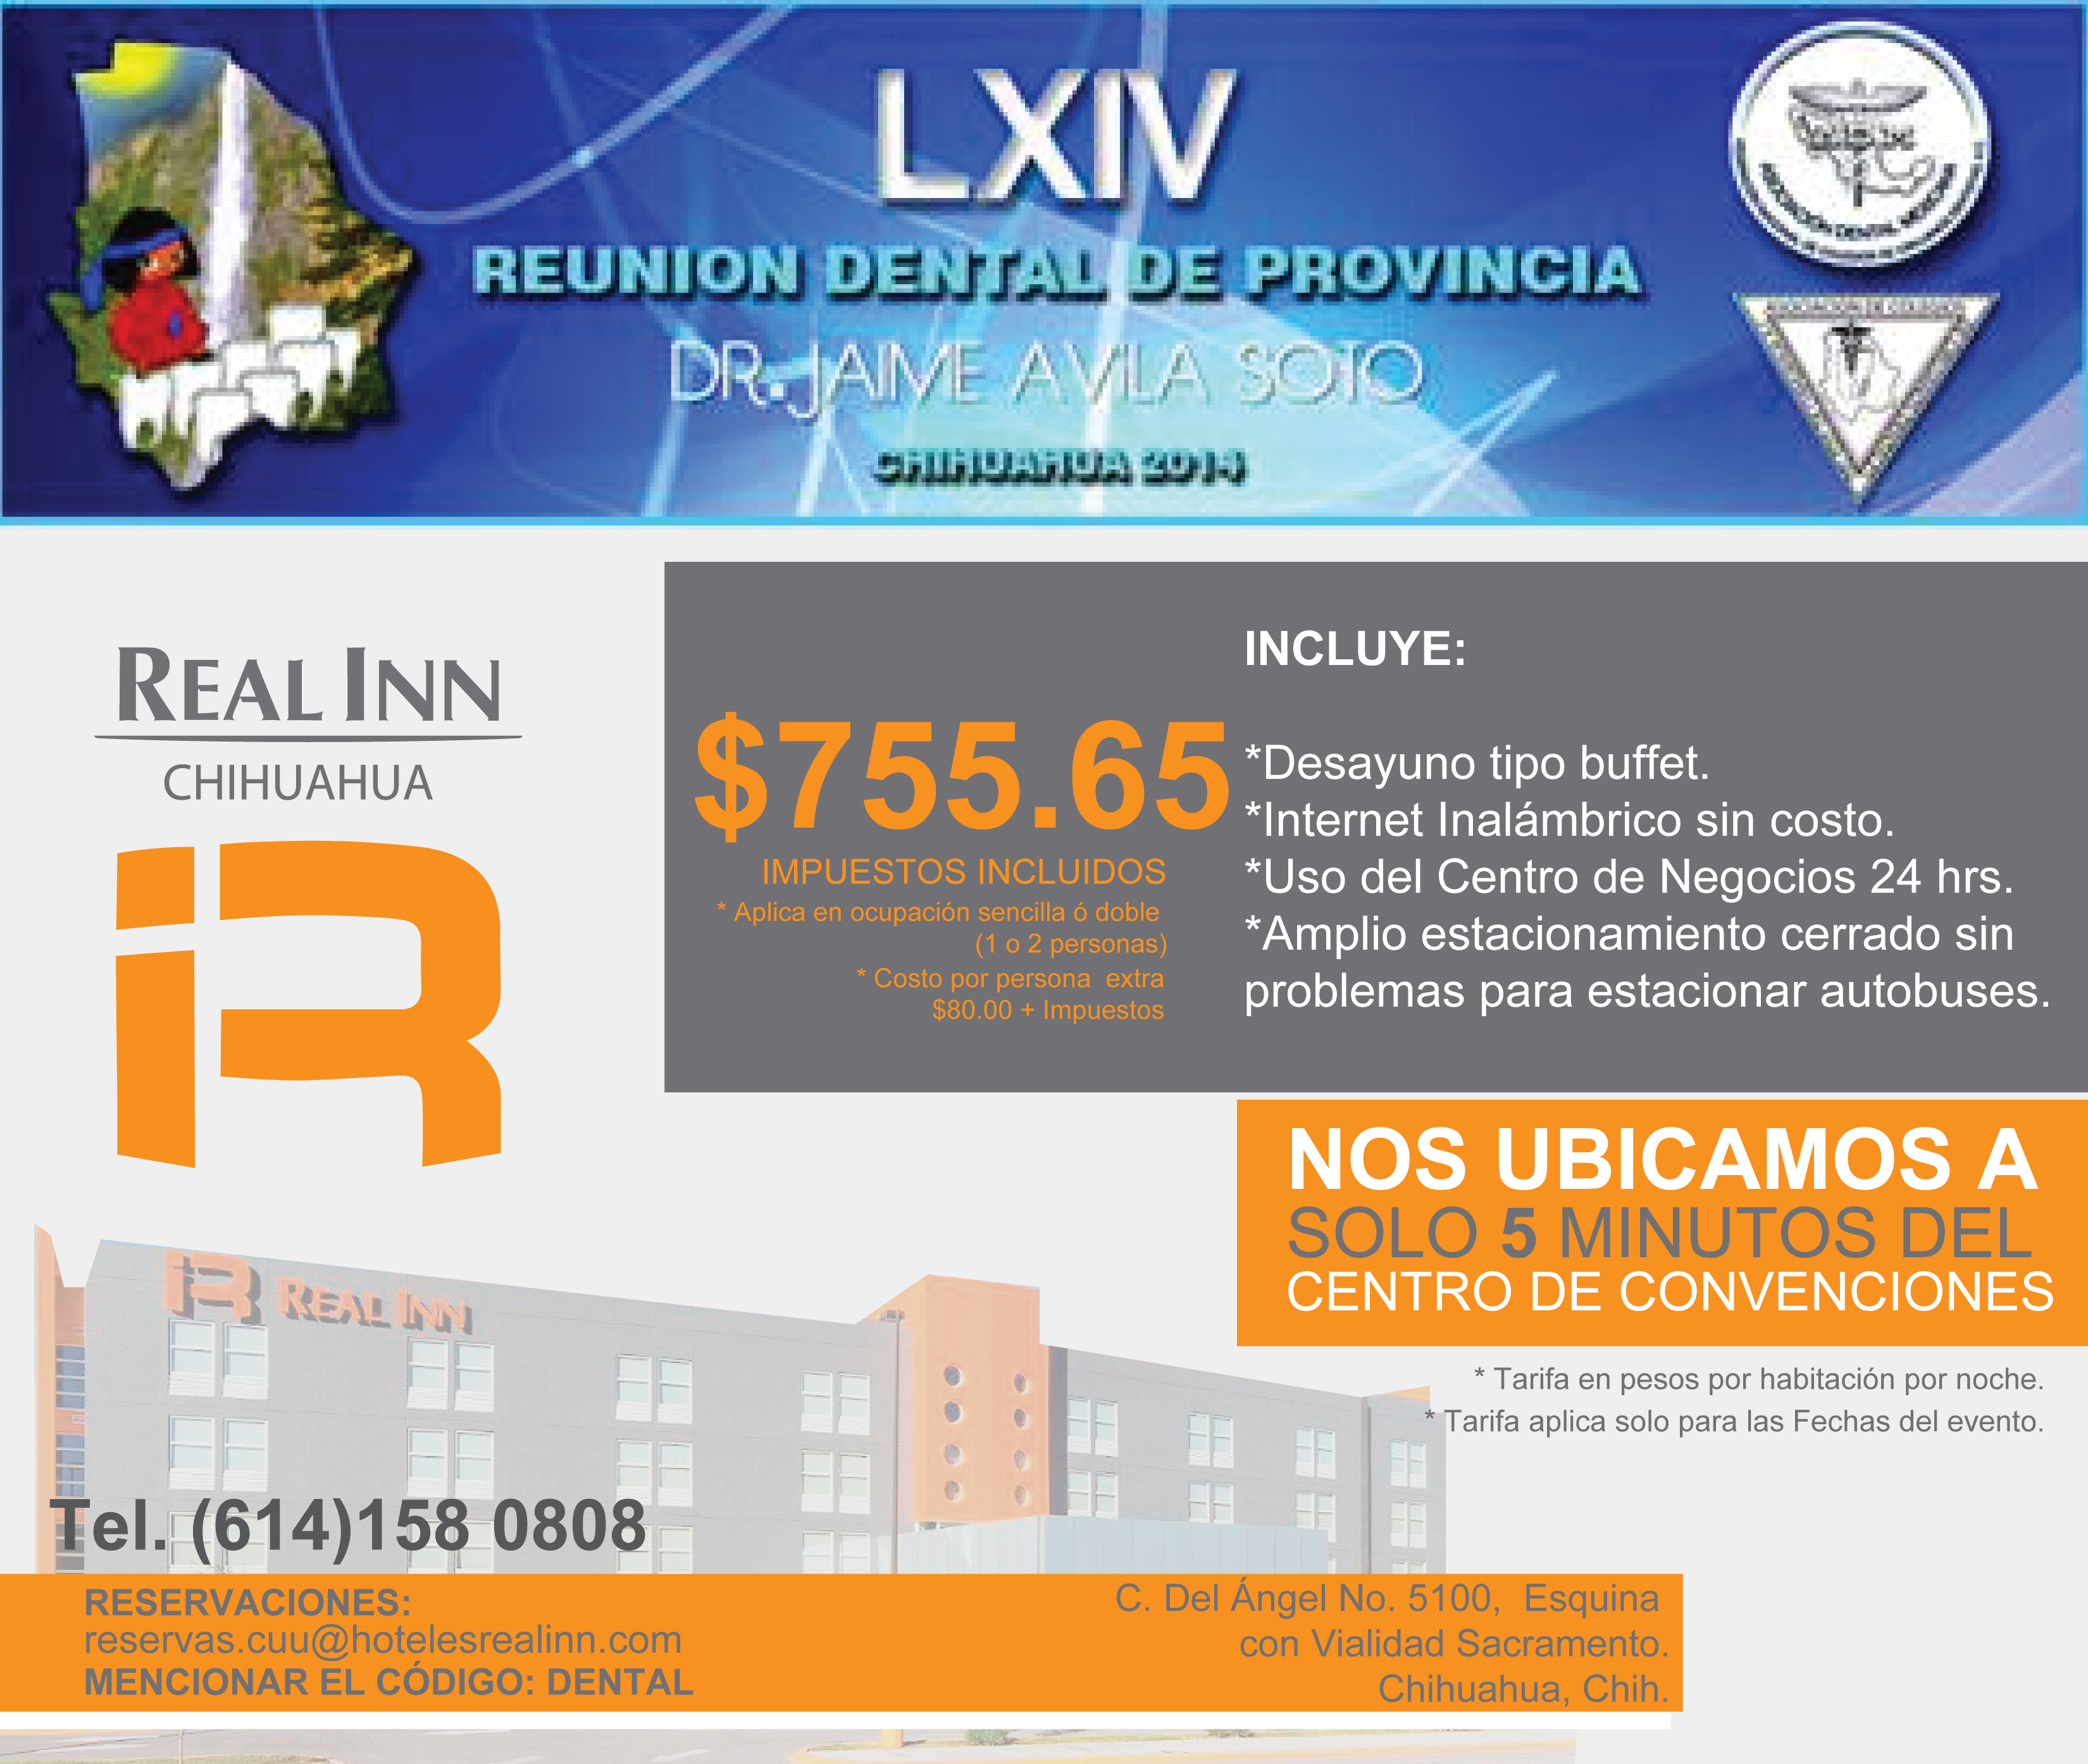 LXIV
REUNION DENTAL DE PROVINCIA
DR. JAIME AVILA SOTO
CHIHUAHUA 2014
ASOCIACIÓN DENTAL MEXICANA
REAL INN
CHIHUAHUA
$755.65
IMPUESTOS INCLUIDOS
* Aplica en ocupación sencilla ó doble
(1 o 2 personas)
* Costo por persona extra
$80.00 + Impuestos
INCLUYE:
*Desayuno tipo buffet.
*Internet Inalámbrico sin costo.
*Uso del Centro de Negocios 24 hrs.
*Amplio estacionamiento cerrado sin
problemas para estacionar autobuses.
NOS UBICAMOS A
SOLO 5 MINUTOS DEL
CENTRO DE CONVENCIONES
* Tarifa en pesos por habitación por noche.
* Tarifa aplica solo para las Fechas del evento.
REAL INN
Tel. (614)158 0808
RESERVACIONES:
reservas.cuu@hotelesrealinn.com
MENCIONAR EL CÓDIGO: DENTAL
C. Del Ángel No. 5100, Esquina
con Vialidad Sacramento.
Chihuahua, Chih.